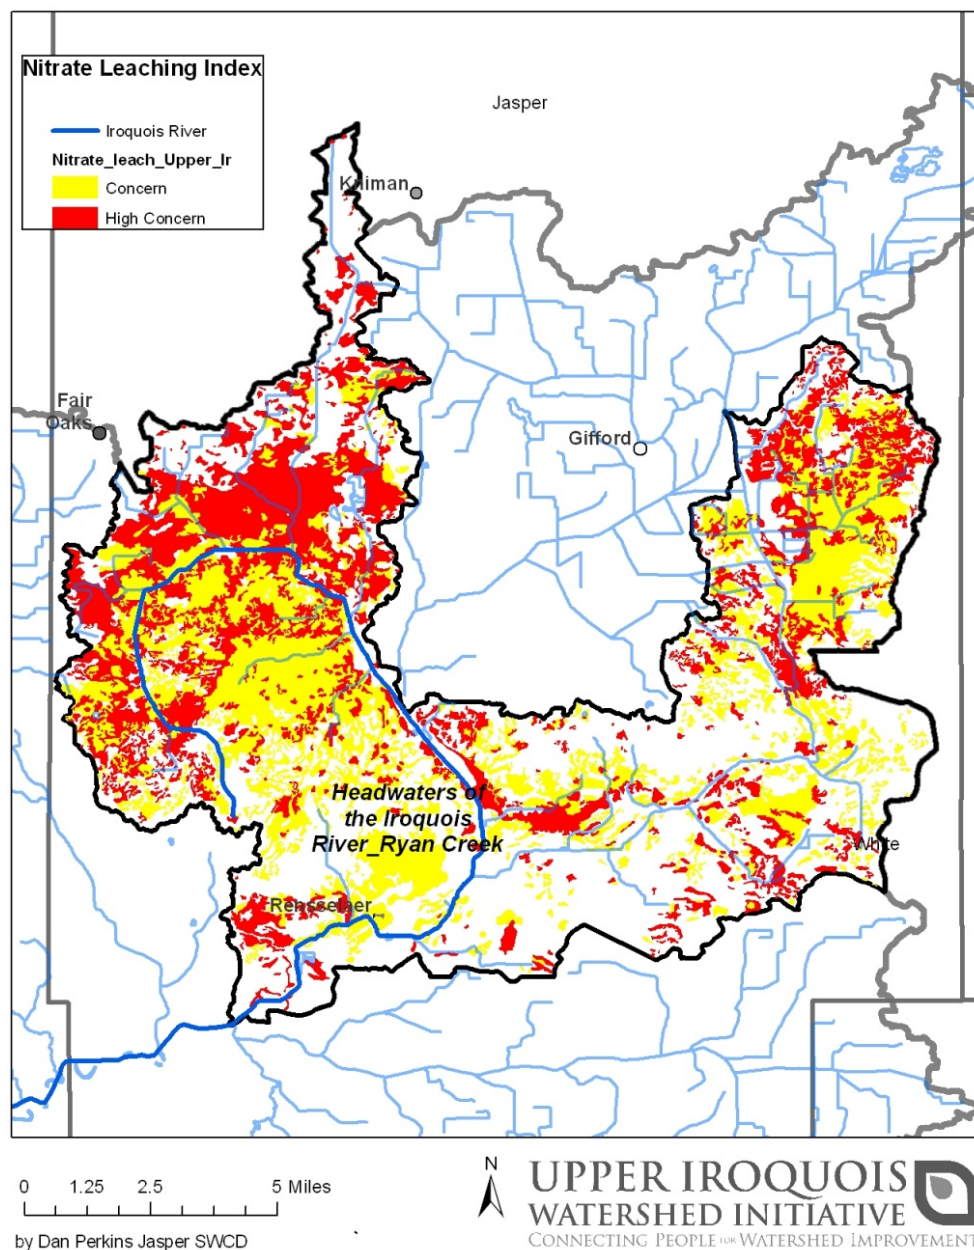 Nitrate Leaching Index
Iroquois River
Nitrate_leach_Upper_Ir
Concern
High Concern
Jasper
Kniman
Fair
Oaks
Gifford
Headwaters of
the Iroquois
River_Ryan Creek
White
Rensselaer
0 1.25 2.5 5 Miles
by Dan Perkins Jasper SWCD
N
UPPER IROQUOIS
WATERSHED INITIATIVE
CONNECTING PEOPLE FOR WATERSHED IMPROVEMENT